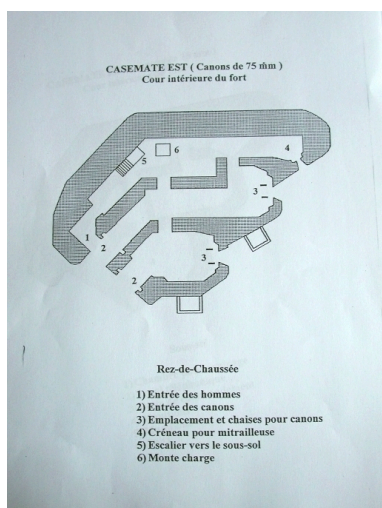 CASEMATE EST ( Canons de 75 mm )
Cour intérieure du fort
6
5
4
3
1
2
3
2
Rez-de-Chaussée
1) Entrée des hommes
2) Entrée des canons
3) Emplacement et chaises pour canons
4) Créneau pour mitrailleuse
5) Escalier vers le sous-sol
6) Monte charge